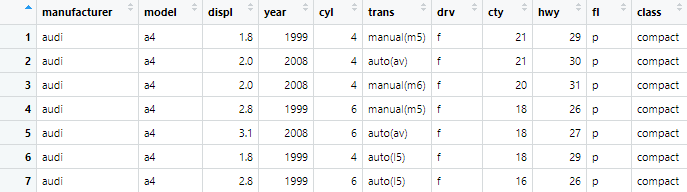 manufacturer model displ year cyl trans drv cty hwy fl class
1 audi a4 1.8 1999 4 manual(m5) f 21 29 p compact
2 audi a4 2.0 2008 4 auto(av) f 21 30 p compact
3 audi a4 2.0 2008 4 manual(m6) f 20 31 p compact
4 audi a4 2.8 1999 6 manual(m5) f 18 26 p compact
5 audi a4 3.1 2008 6 auto(av) f 18 27 p compact
6 audi a4 1.8 1999 4 auto(l5) f 18 29 p compact
7 audi a4 2.8 1999 6 auto(l5) f 16 26 p compact